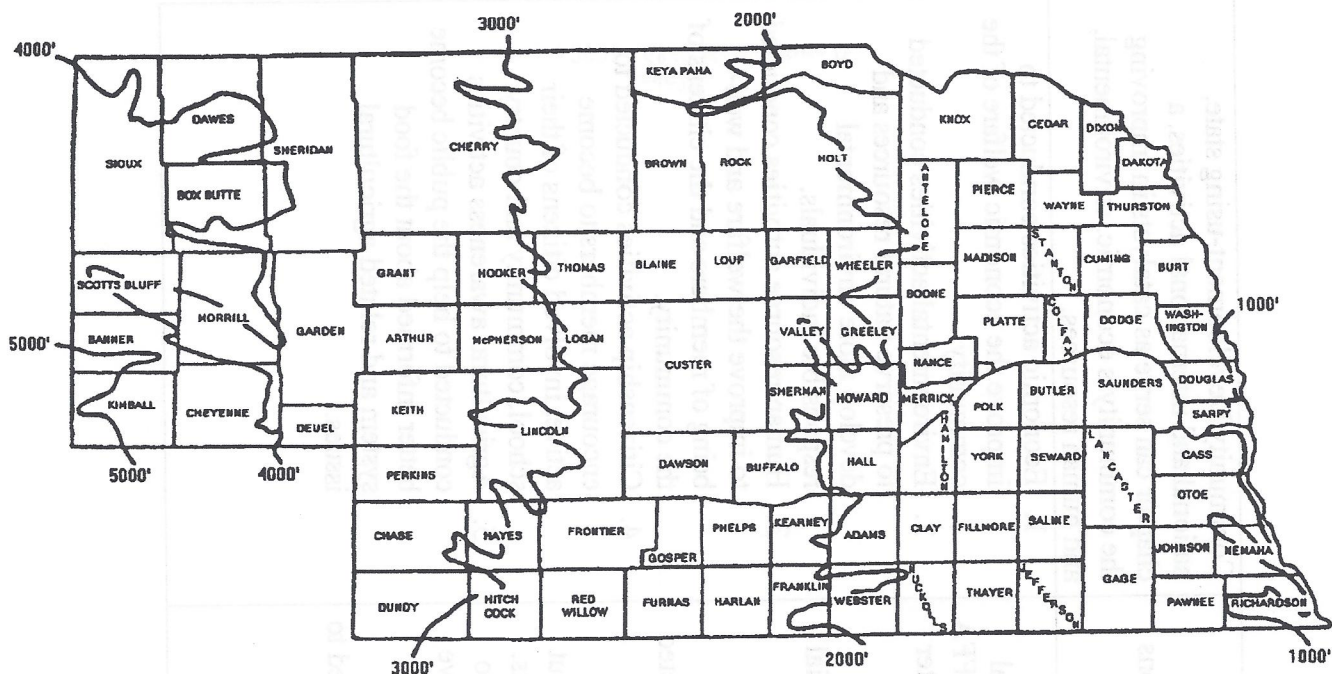 3000'
2000'
4000'
KEYA PAHA
BOYD
DAWES
SIOUX
SHERIDAN
CHERRY
BROWN
ROCK
HOLT
KNOX
CEDAR
DIXON
DAKOTA
BOX BUTTE
ANTELOPE
PIERCE
WAYNE
THURSTON
GRANT
HOOKER
THOMAS
BLAINE
LOUP
GARFIELD
WHEELER
MADISON
STANTON
CUMING
BURT
SCOTTS BLUFF
MORRILL
GARDEN
BOONE
1000'
BANNER
5000'
ARTHUR
McPHERSON
LOGAN
CUSTER
VALLEY
GREELEY
PLATTE
COLFAX
DODGE
WASH-
INGTON
NANCE
KIMBALL
CHEYENNE
DEUEL
KEITH
LINCOLN
SHERMAN
HOWARD
MERRICK
POLK
BUTLER
SAUNDERS
DOUGLAS
SARPY
HAMILTON
5000'
4000'
PERKINS
DAWSON
BUFFALO
HALL
YORK
SEWARD
LANCASTER
CASS
OTOE
CHASE
HAYES
FRONTIER
GOSPER
PHELPS
KEARNEY
ADAMS
CLAY
FILLMORE
SALINE
JOHNSON
NEMAHA
DUNDY
HITCH
COCK
RED
WILLOW
FURNAS
HARLAN
FRANKLIN
WEBSTER
NUCKOLLS
THAYER
JEFFERSON
GAGE
PAWNEE
RICHARDSON
3000'
2000'
1000'